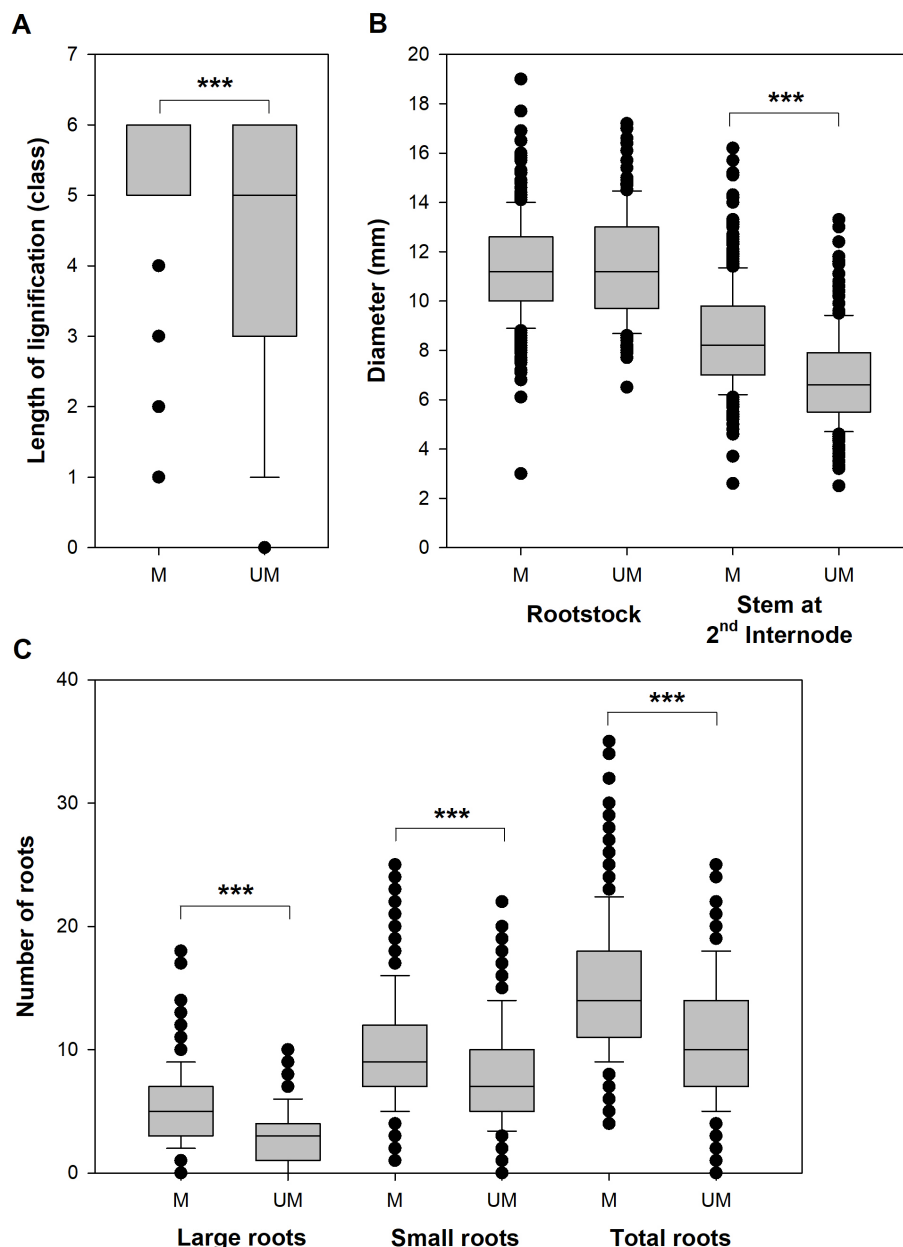 A
Length of lignification (class)
7
6
5
4
3
2
1
0
***
M UM
B
Diameter (mm)
20
18
16
14
12
10
8
6
4
2
0
***
M UM M UM
Rootstock
Stem at
2nd Internode
C
Number of roots
40
30
20
10
0
***
***
***
M UM M UM M UM
Large roots Small roots Total roots